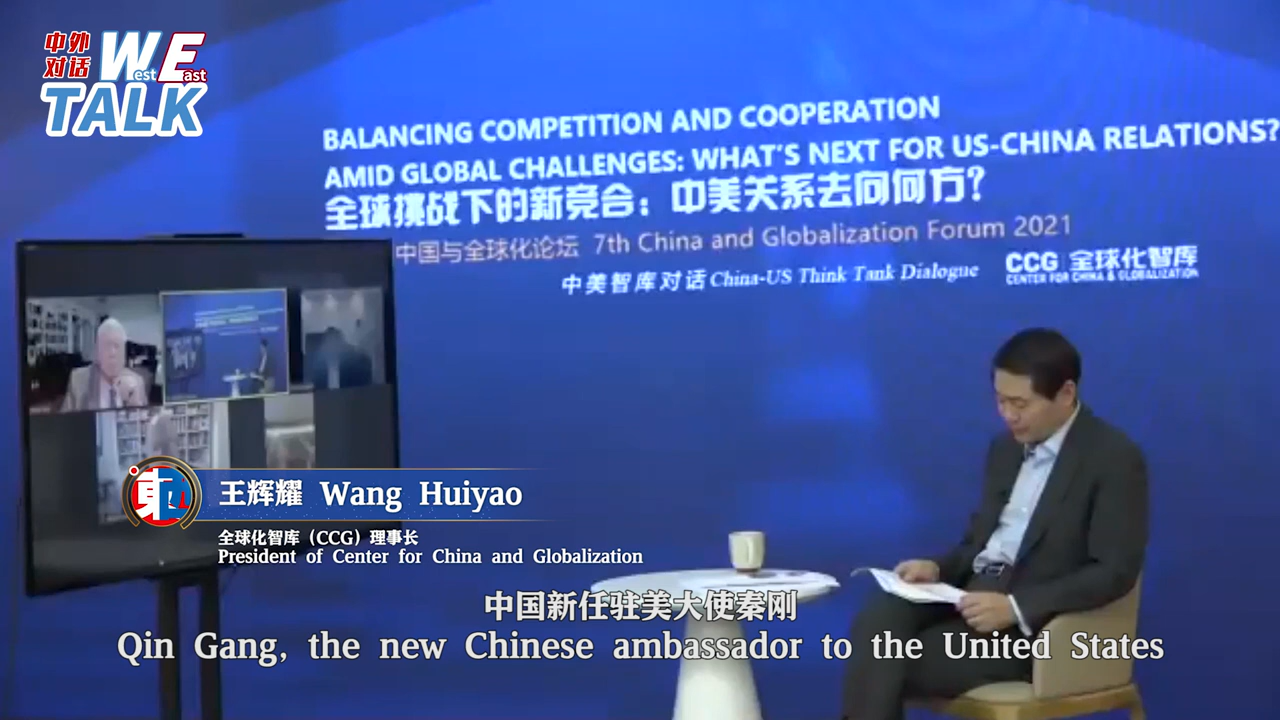 中外
对话
West East
TALK
BALANCING COMPETITION AND COOPERATION
AMID GLOBAL CHALLENGES: WHAT'S NEXT FOR US-CHINA RELATIONS?
全球挑战下的新竞合：中美关系去向何方？
中国与全球化论坛 7th China and Globalization Forum 2021
中美智库对话 China-US Think Tank Dialogue
CCG 全球化智库
CENTER FOR CHINA & GLOBALIZATION
王辉耀 Wang Huiyao
全球化智库（CCG）理事长
President of Center for China and Globalization
中国新任驻美大使秦刚
Qin Gang, the new Chinese ambassador to the United States